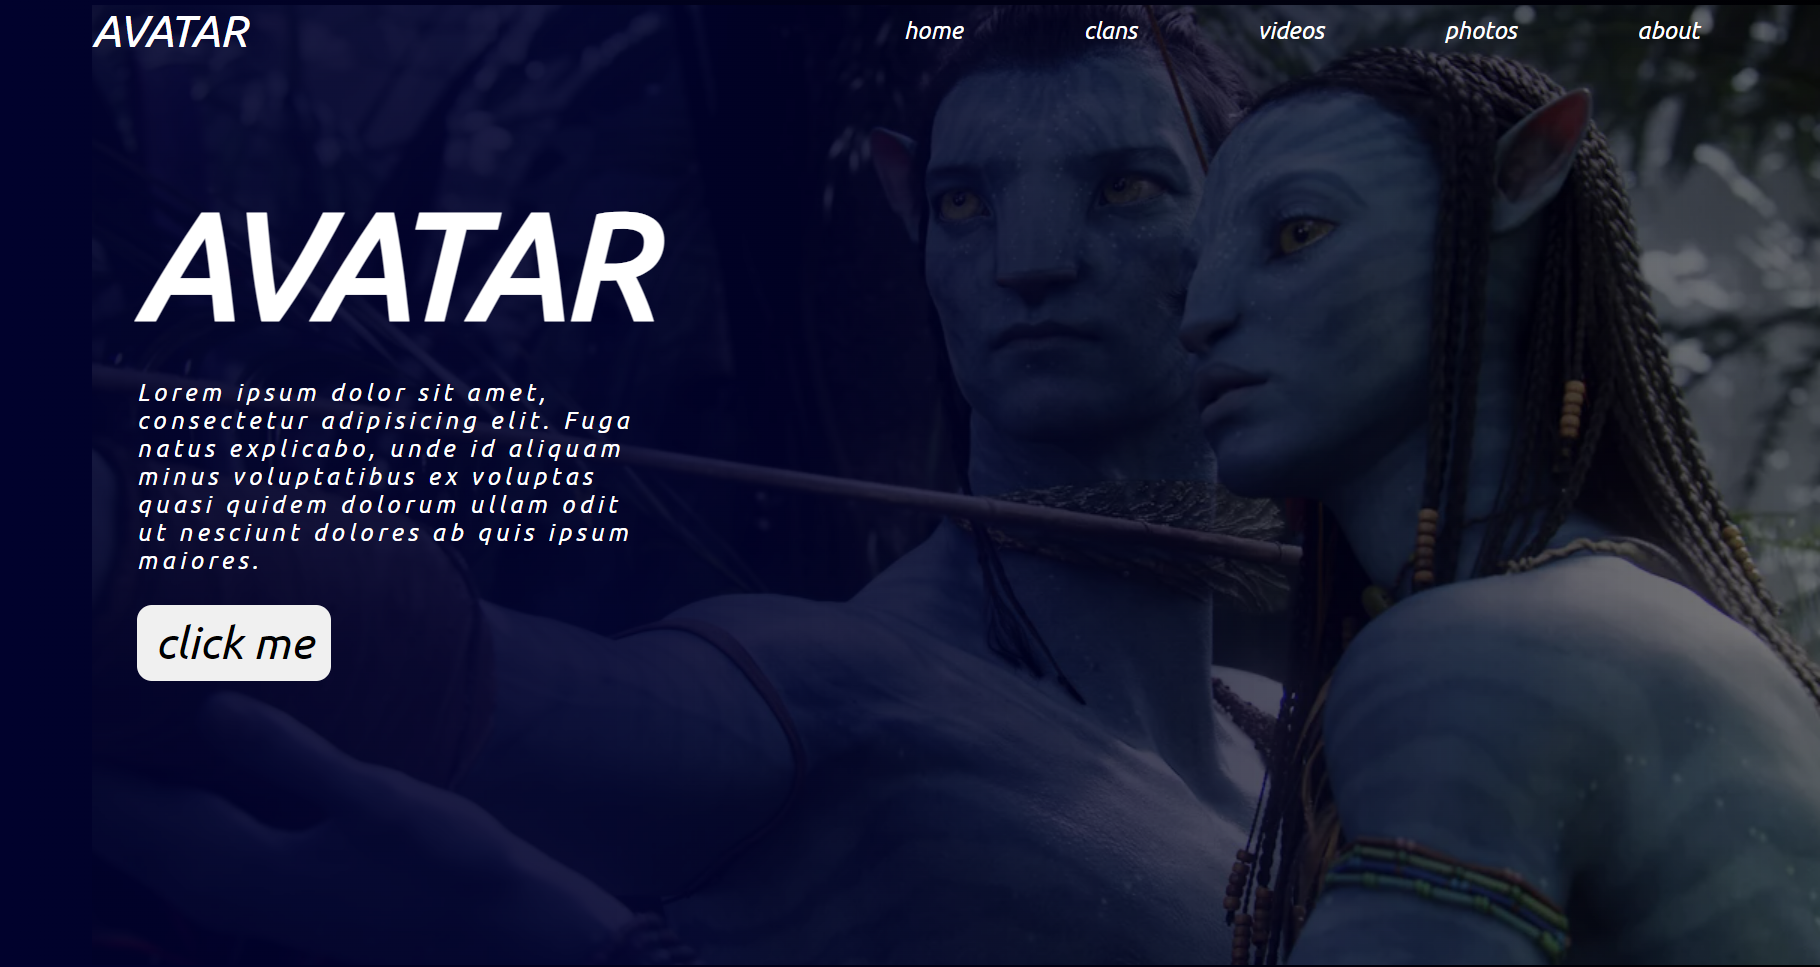 AVATAR
home clans videos photos about
AVATAR
Lorem ipsum dolor sit amet,
consectetur adipisicing elit. Fuga
natus explicabo, unde id aliquam
minus voluptatibus ex voluptas
quasi quidem dolorum ullam odit
ut nesciunt dolores ab quis ipsum
maiores.
click me